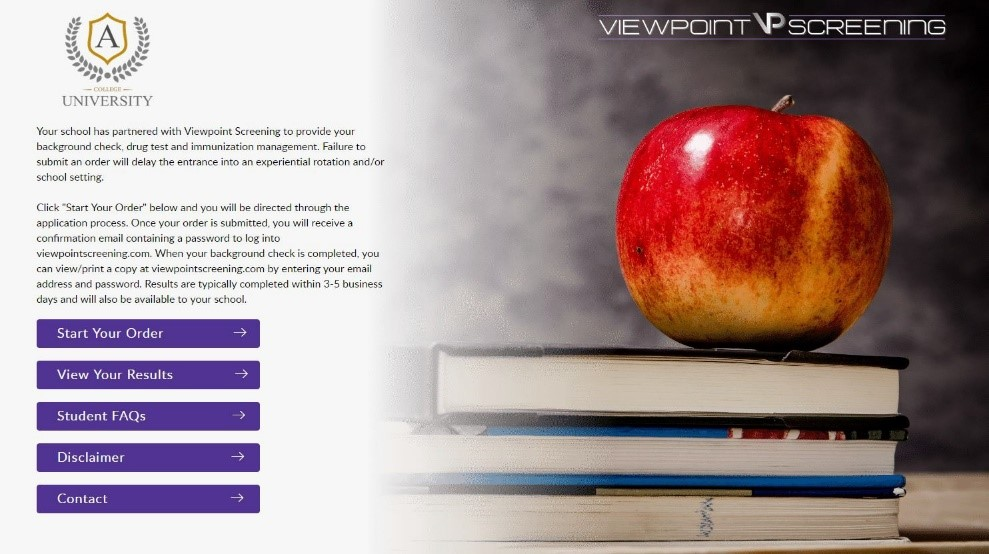 A
COLLEGE
UNIVERSITY
VIEWPOINT VP SCREENING
Your school has partnered with Viewpoint Screening to provide your
background check, drug test and immunization management. Failure to
submit an order will delay the entrance into an experiential rotation and/or
school setting.
Click "Start Your Order" below and you will be directed through the
application process. Once your order is submitted, you will receive a
confirmation email containing a password to log into
viewpointscreening.com. When your background check is completed, you
can view/print a copy at viewpointscreening.com by entering your email
address and password. Results are typically completed within 3-5 business
days and will also be available to your school.
Start Your Order
View Your Results
Student FAQs
Disclaimer
Contact